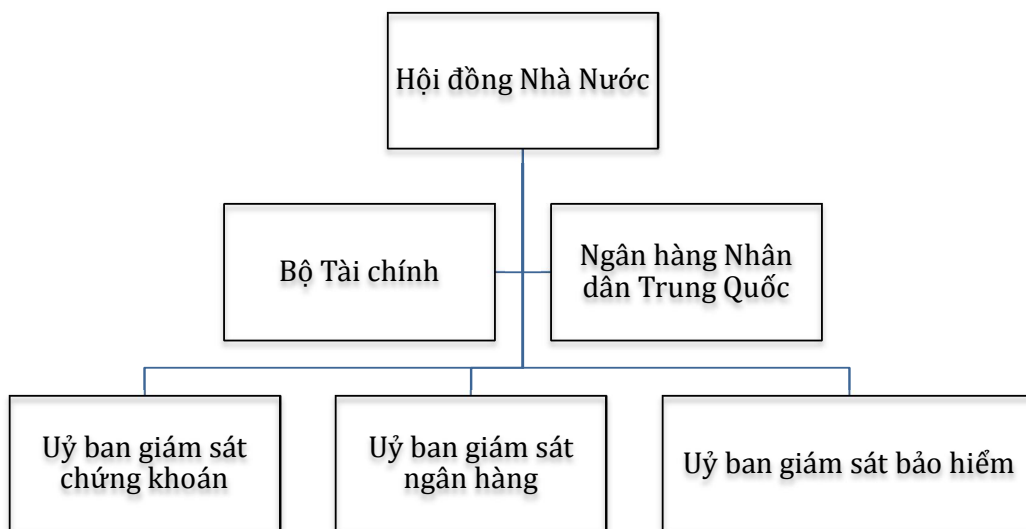 Hội đồng Nhà Nước
Bộ Tài chính
Ngân hàng Nhân
dân Trung Quốc
Uỷ ban giám sát
chứng khoán
Uỷ ban giám sát
ngân hàng
Uỷ ban giám sát bảo hiểm